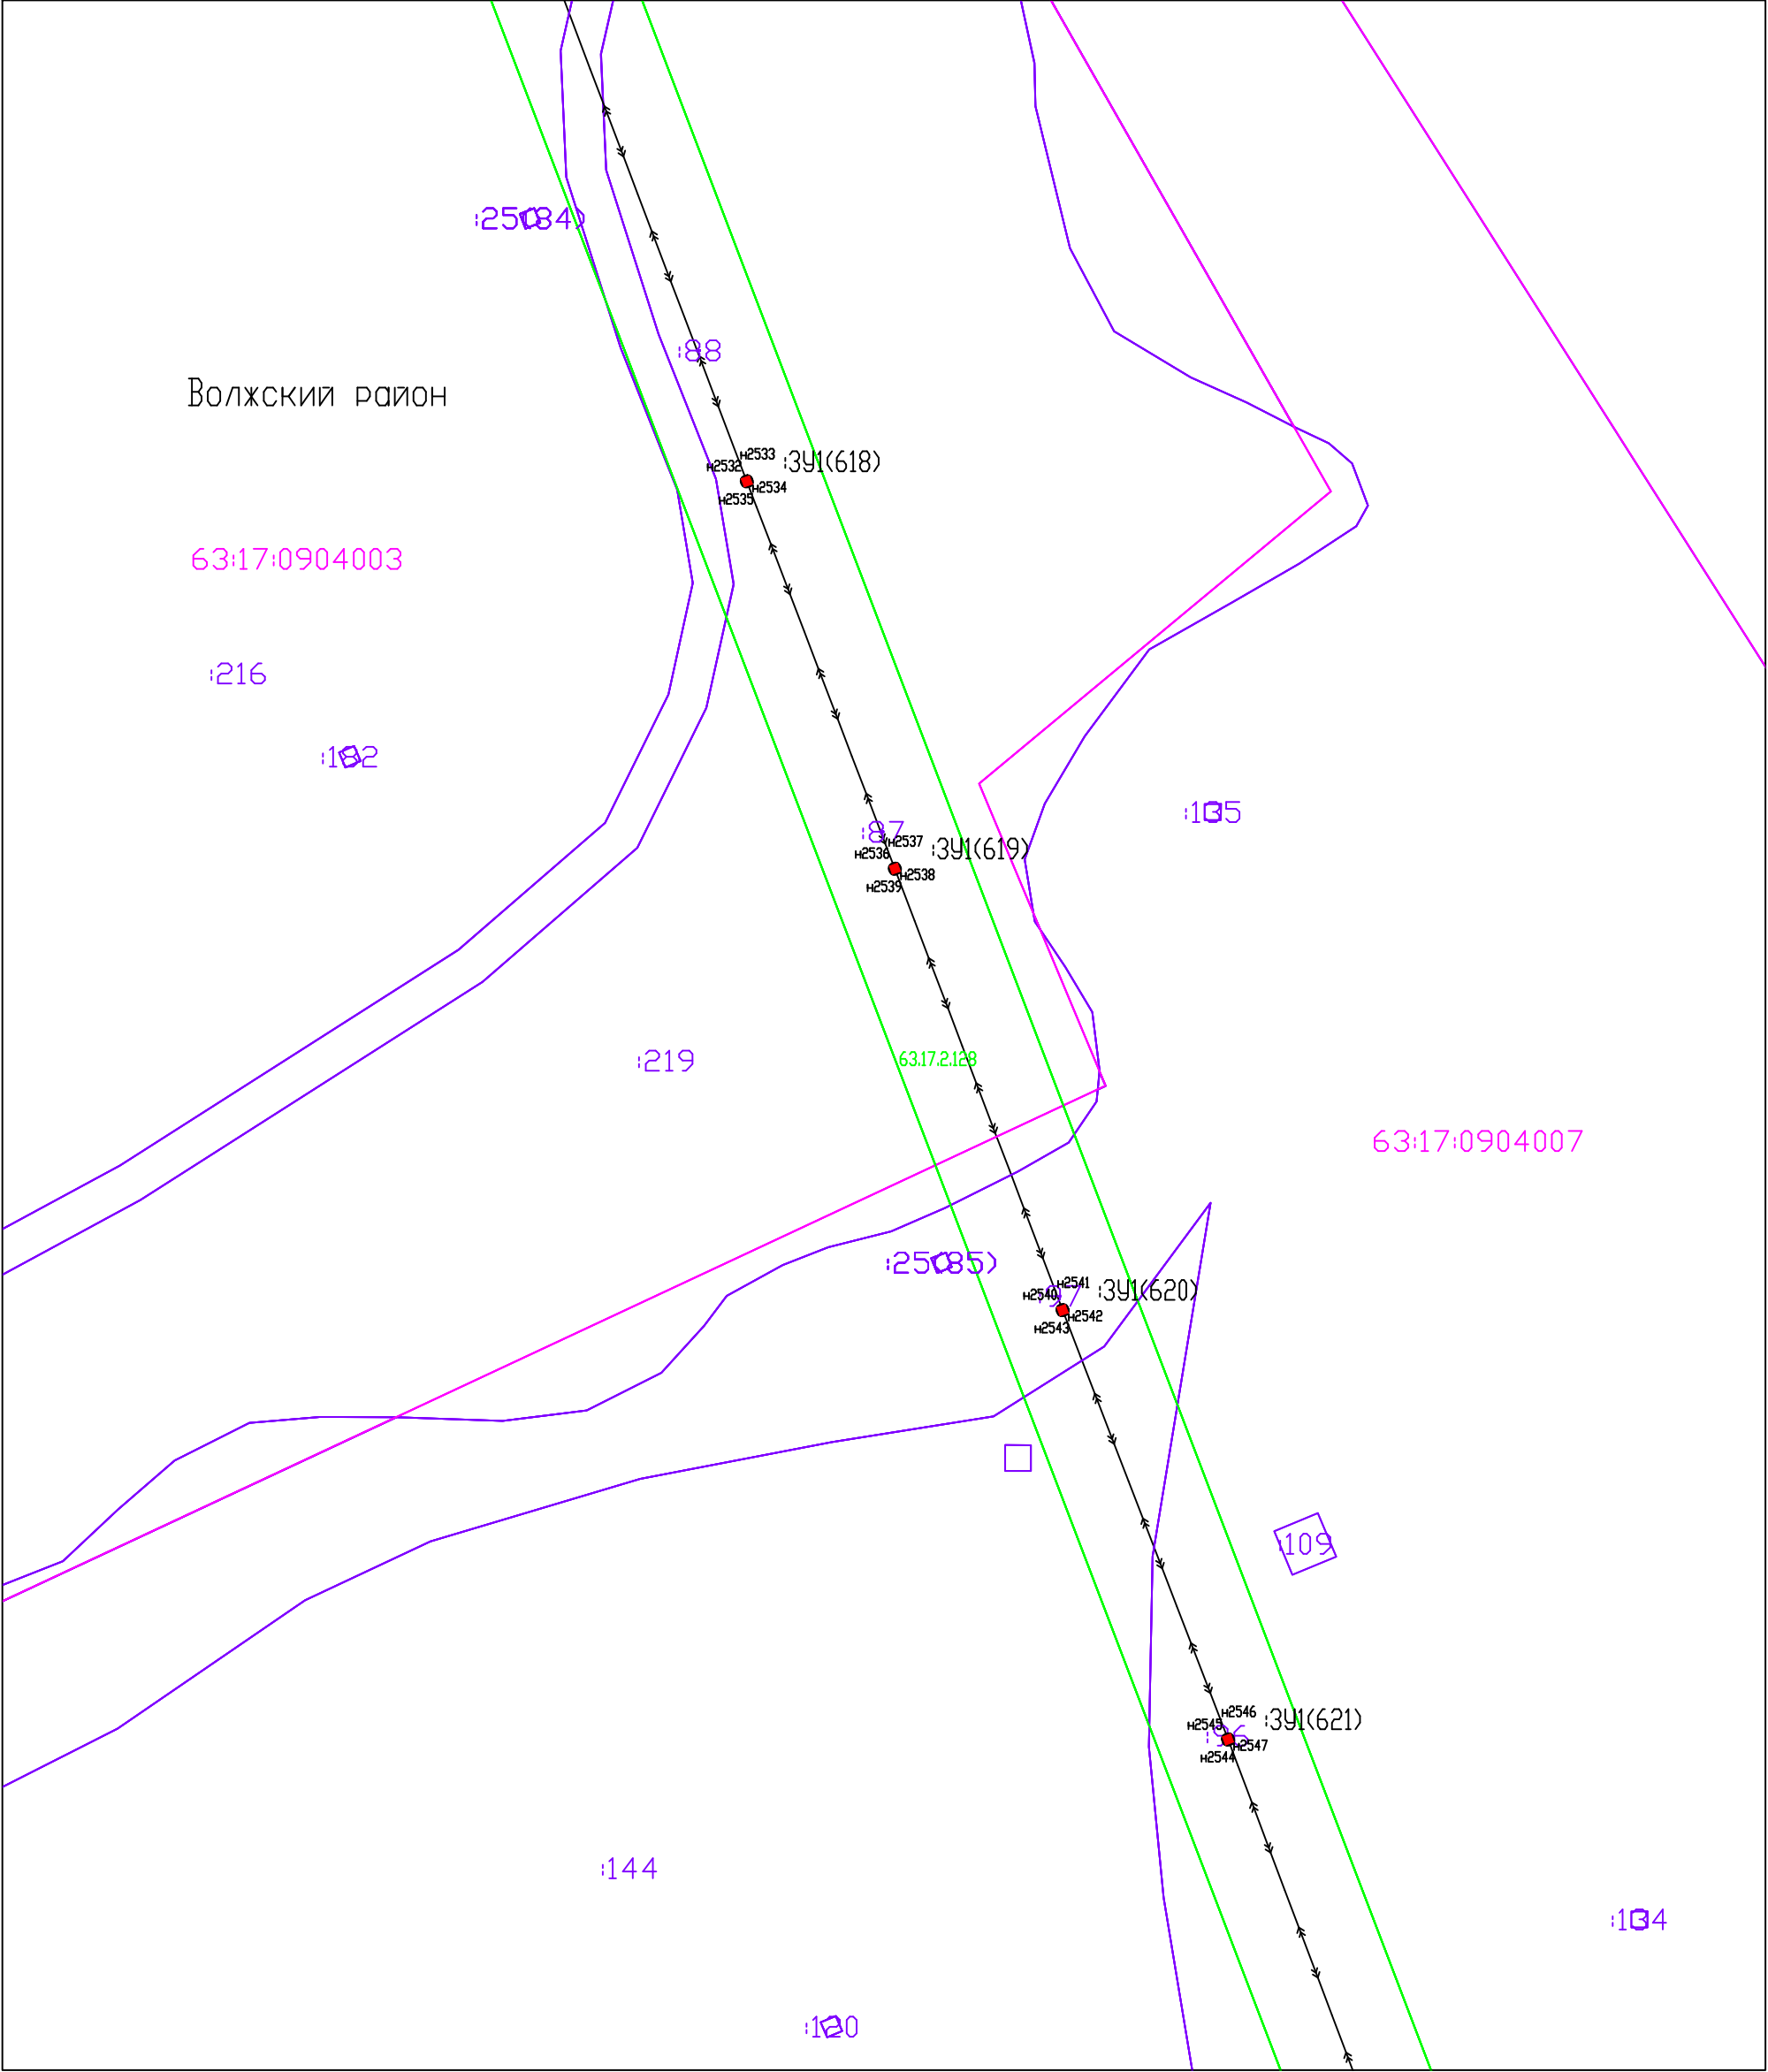 :25(84)
:88
Волжский район
н2533
:ЗУ1(618)
н2532
н2534
н2535
63:17:0904003
:216
:182
:135
:87
н2537
:ЗУ1(619)
н2536
н2538
н2539
:219
63.17.2.128
63:17:0904007
:25(85)
н2541
:97
:ЗУ1(620)
н2540
н2542
н2543
:109
н2546
:ЗУ1(621)
н2545
:96
н2547
н2544
:144
:134
:120